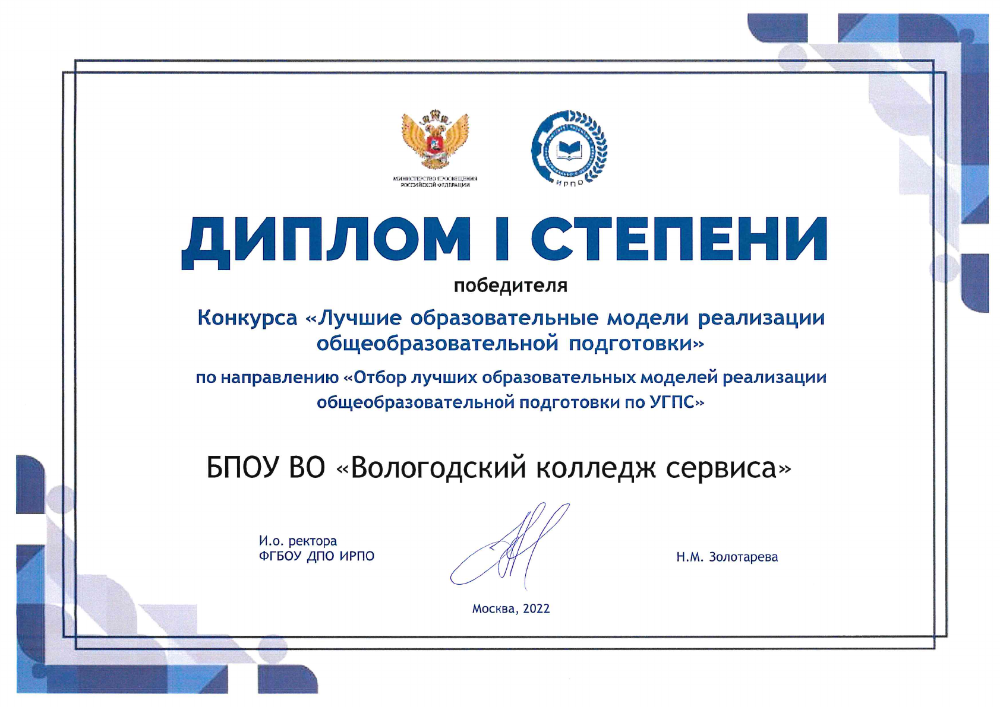 МИНИСТЕРСТВО ПРОСВЕЩЕНИЯ
РОССИЙСКОЙ ФЕДЕРАЦИИ
ИРПО
ДИПЛОМ I СТЕПЕНИ
победителя
Конкурса «Лучшие образовательные модели реализации
общеобразовательной подготовки»
по направлению «Отбор лучших образовательных моделей реализации
общеобразовательной подготовки по УГПС»
БПОУ ВО «Вологодский колледж сервиса»
И.о. ректора
ФГБОУ ДПО ИРПО
Н.М. Золотарева
Москва, 2022